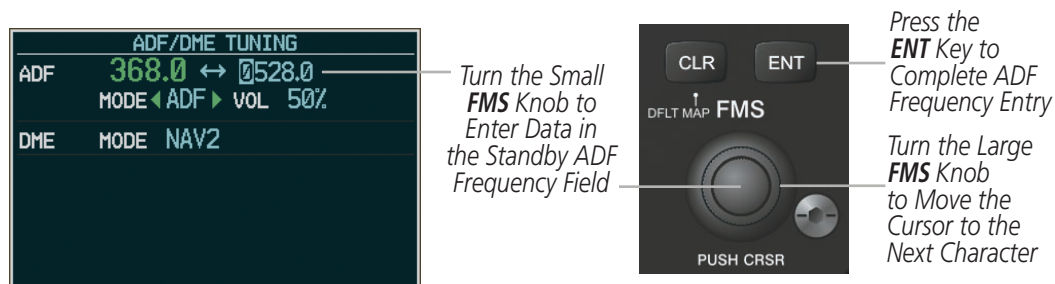 ADF/DME TUNING
ADF 368.0 ↔ 0528.0
MODE ◀ ADF ▶ VOL 50%
DME MODE NAV2
Turn the Small
FMS Knob to
Enter Data in
the Standby ADF
Frequency Field
CLR ENT
DFLT MAP FMS
PUSH CRSR
Press the
ENT Key to
Complete ADF
Frequency Entry
Turn the Large
FMS Knob
to Move the
Cursor to the
Next Character